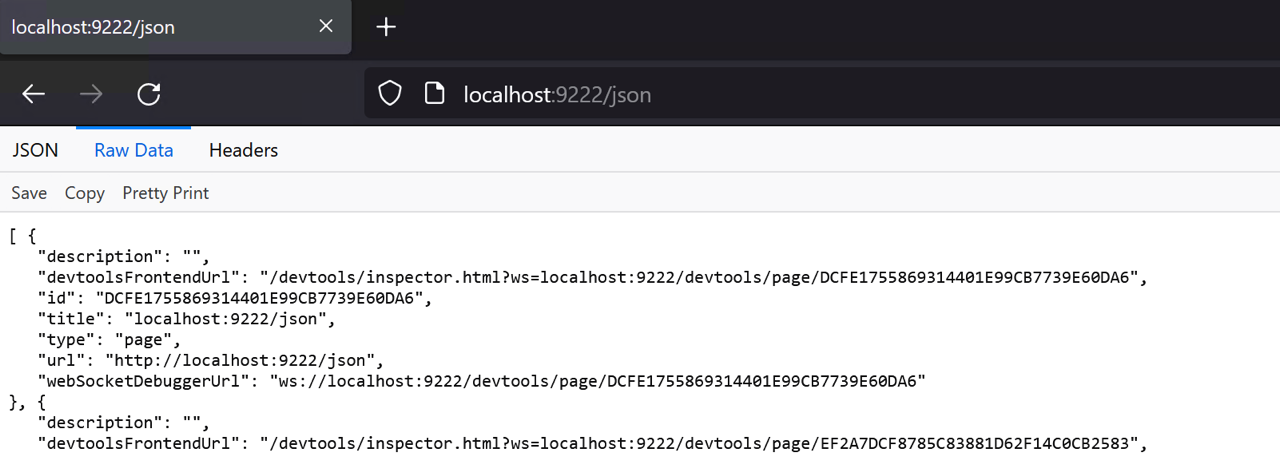 localhost:9222/json
localhost:9222/json
JSON Raw Data Headers
Save Copy Pretty Print
[ {
   "description": "",
   "devtoolsFrontendUrl": "/devtools/inspector.html?ws=localhost:9222/devtools/page/DCFE1755869314401E99CB7739E60DA6",
   "id": "DCFE1755869314401E99CB7739E60DA6",
   "title": "localhost:9222/json",
   "type": "page",
   "url": "http://localhost:9222/json",
   "webSocketDebuggerUrl": "ws://localhost:9222/devtools/page/DCFE1755869314401E99CB7739E60DA6"
}, {
   "description": "",
   "devtoolsFrontendUrl": "/devtools/inspector.html?ws=localhost:9222/devtools/page/EF2A7DCF8785C83881D62F14C0CB2583",